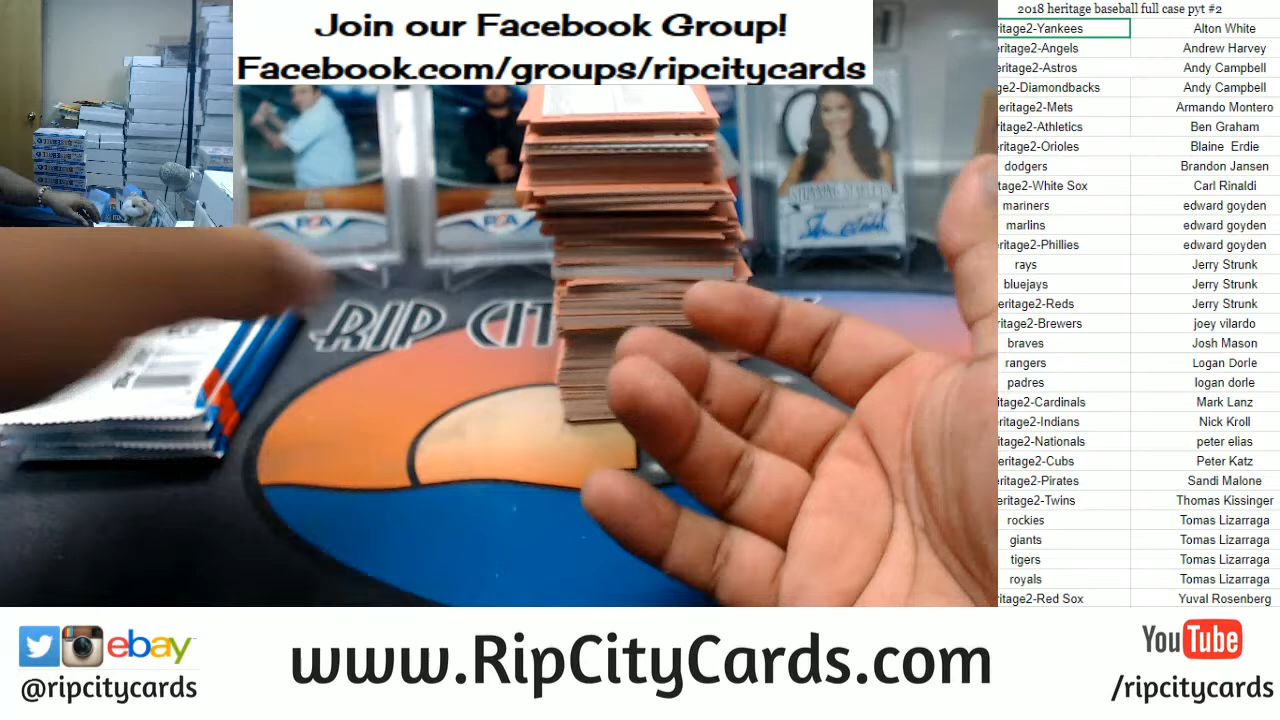 Join our Facebook Group!
Facebook.com/groups/ripcitycards
2018 heritage baseball full case pyt #2
ritage2-Yankees Alton White
eritage2-Angels Andrew Harvey
eritage2-Astros Andy Campbell
ge2-Diamondbacks Andy Campbell
eritage2-Mets Armando Montero
eritage2-Athletics Ben Graham
eritage2-Orioles Blaine Erdie
dodgers Brandon Jansen
tage2-White Sox Carl Rinaldi
mariners edward goyden
marlins edward goyden
eritage2-Phillies edward goyden
rays Jerry Strunk
bluejays Jerry Strunk
eritage2-Reds Jerry Strunk
eritage2-Brewers joey vilardo
braves Josh Mason
rangers Logan Dorle
padres logan dorle
itage2-Cardinals Mark Lanz
ritage2-Indians Nick Kroll
itage2-Nationals peter elias
eritage2-Cubs Peter Katz
eritage2-Pirates Sandi Malone
eritage2-Twins Thomas Kissinger
rockies Tomas Lizarraga
giants Tomas Lizarraga
tigers Tomas Lizarraga
royals Tomas Lizarraga
ritage2-Red Sox Yuval Rosenberg
RIP CIT
ebay
@ripcitycards
www.RipCityCards.com
YouTube
/ripcitycards